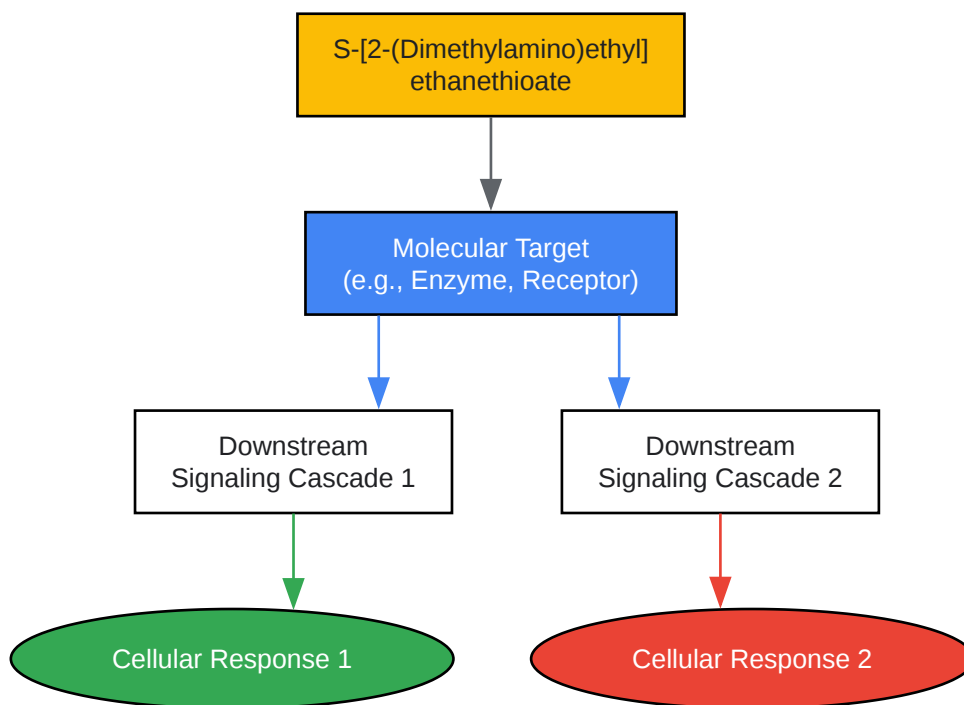 S-[2-(Dimethylamino)ethyl]
ethanethioate
Molecular Target
(e.g., Enzyme, Receptor)
Downstream
Signaling Cascade 1
Downstream
Signaling Cascade 2
Cellular Response 1
Cellular Response 2